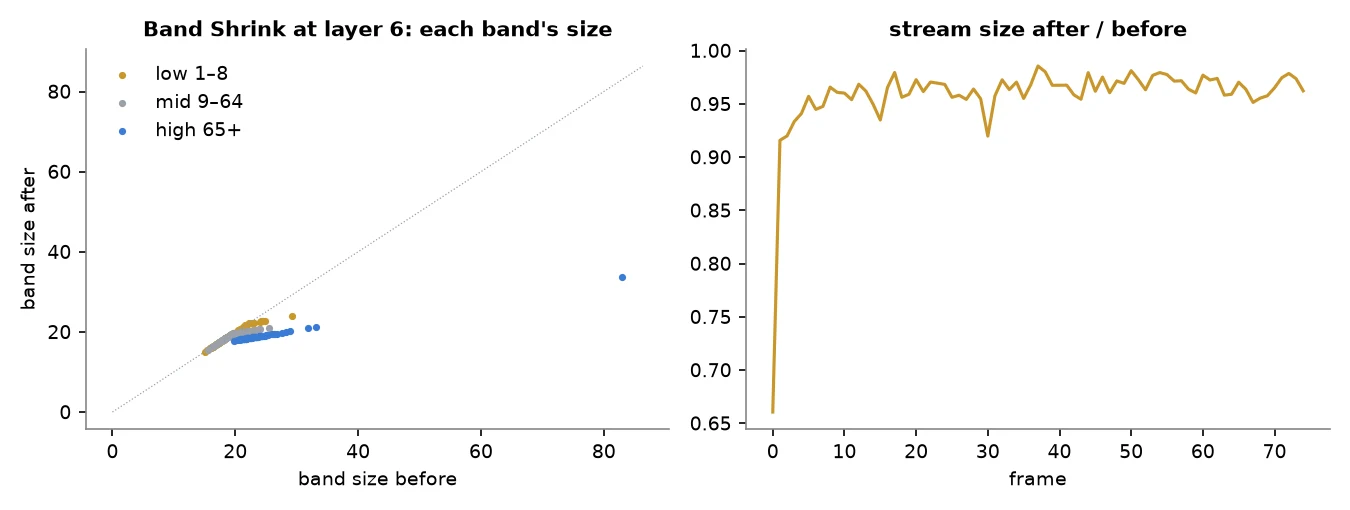 Band Shrink at layer 6: each band's size
low 1–8
mid 9–64
high 65+
80
60
40
20
0
band size after
0 20 40 60 80
band size before
stream size after / before
1.00
0.95
0.90
0.85
0.80
0.75
0.70
0.65
0 10 20 30 40 50 60 70
frame